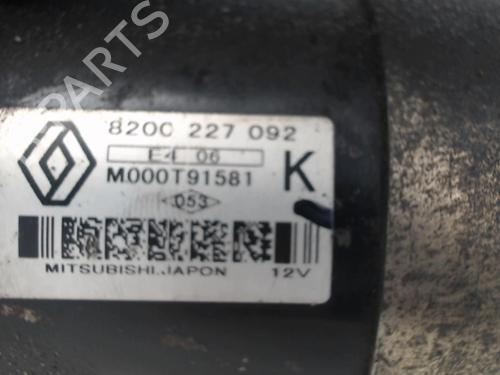 8200 227 092
E4 06
M000T91581 K
053
MITSUBISHI.JAPON 12V
PARTS